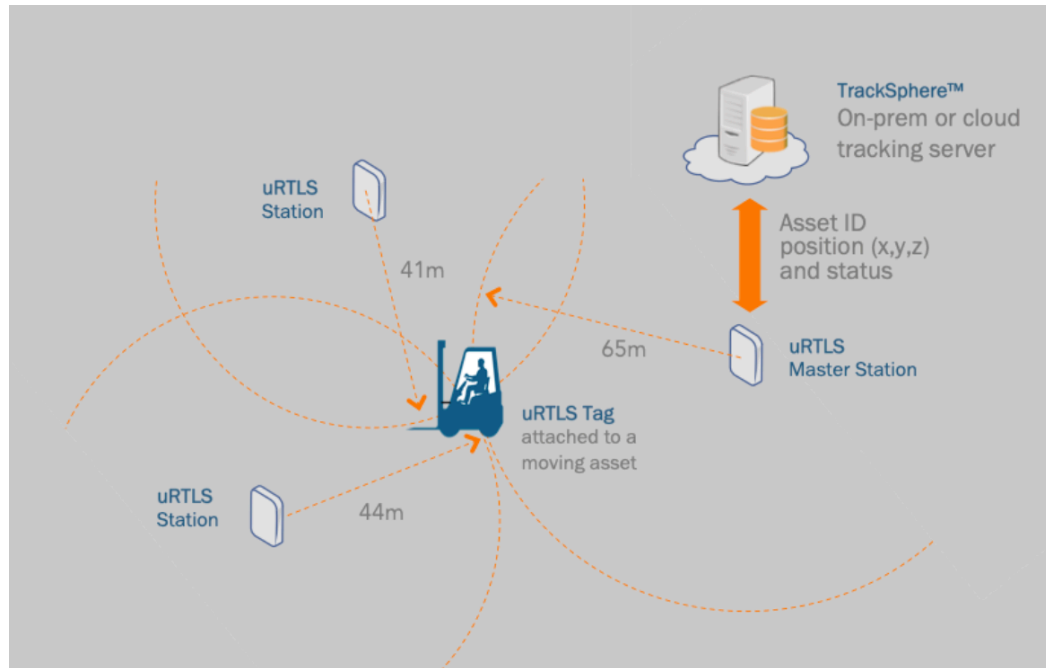 TrackSphere™
On-prem or cloud
tracking server
uRTLS
Station
Asset ID
position (x,y,z)
and status
41m
65m
uRTLS
Master Station
uRTLS Tag
attached to a
moving asset
uRTLS
Station
44m